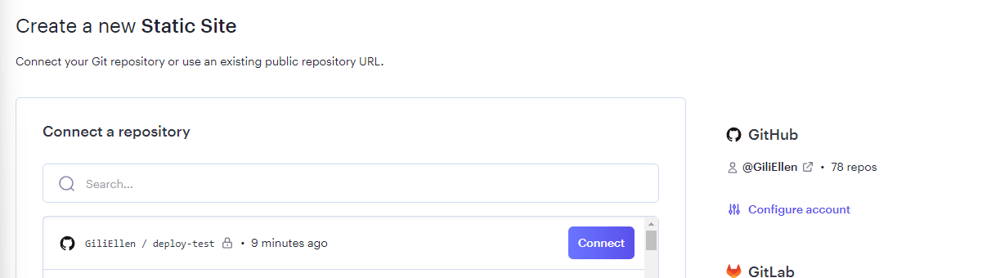 Create a new Static Site
Connect your Git repository or use an existing public repository URL.
Connect a repository
Search...
GiliEllen / deploy-test • 9 minutes ago
Connect
GitHub
@GiliEllen • 78 repos
Configure account
GitLab